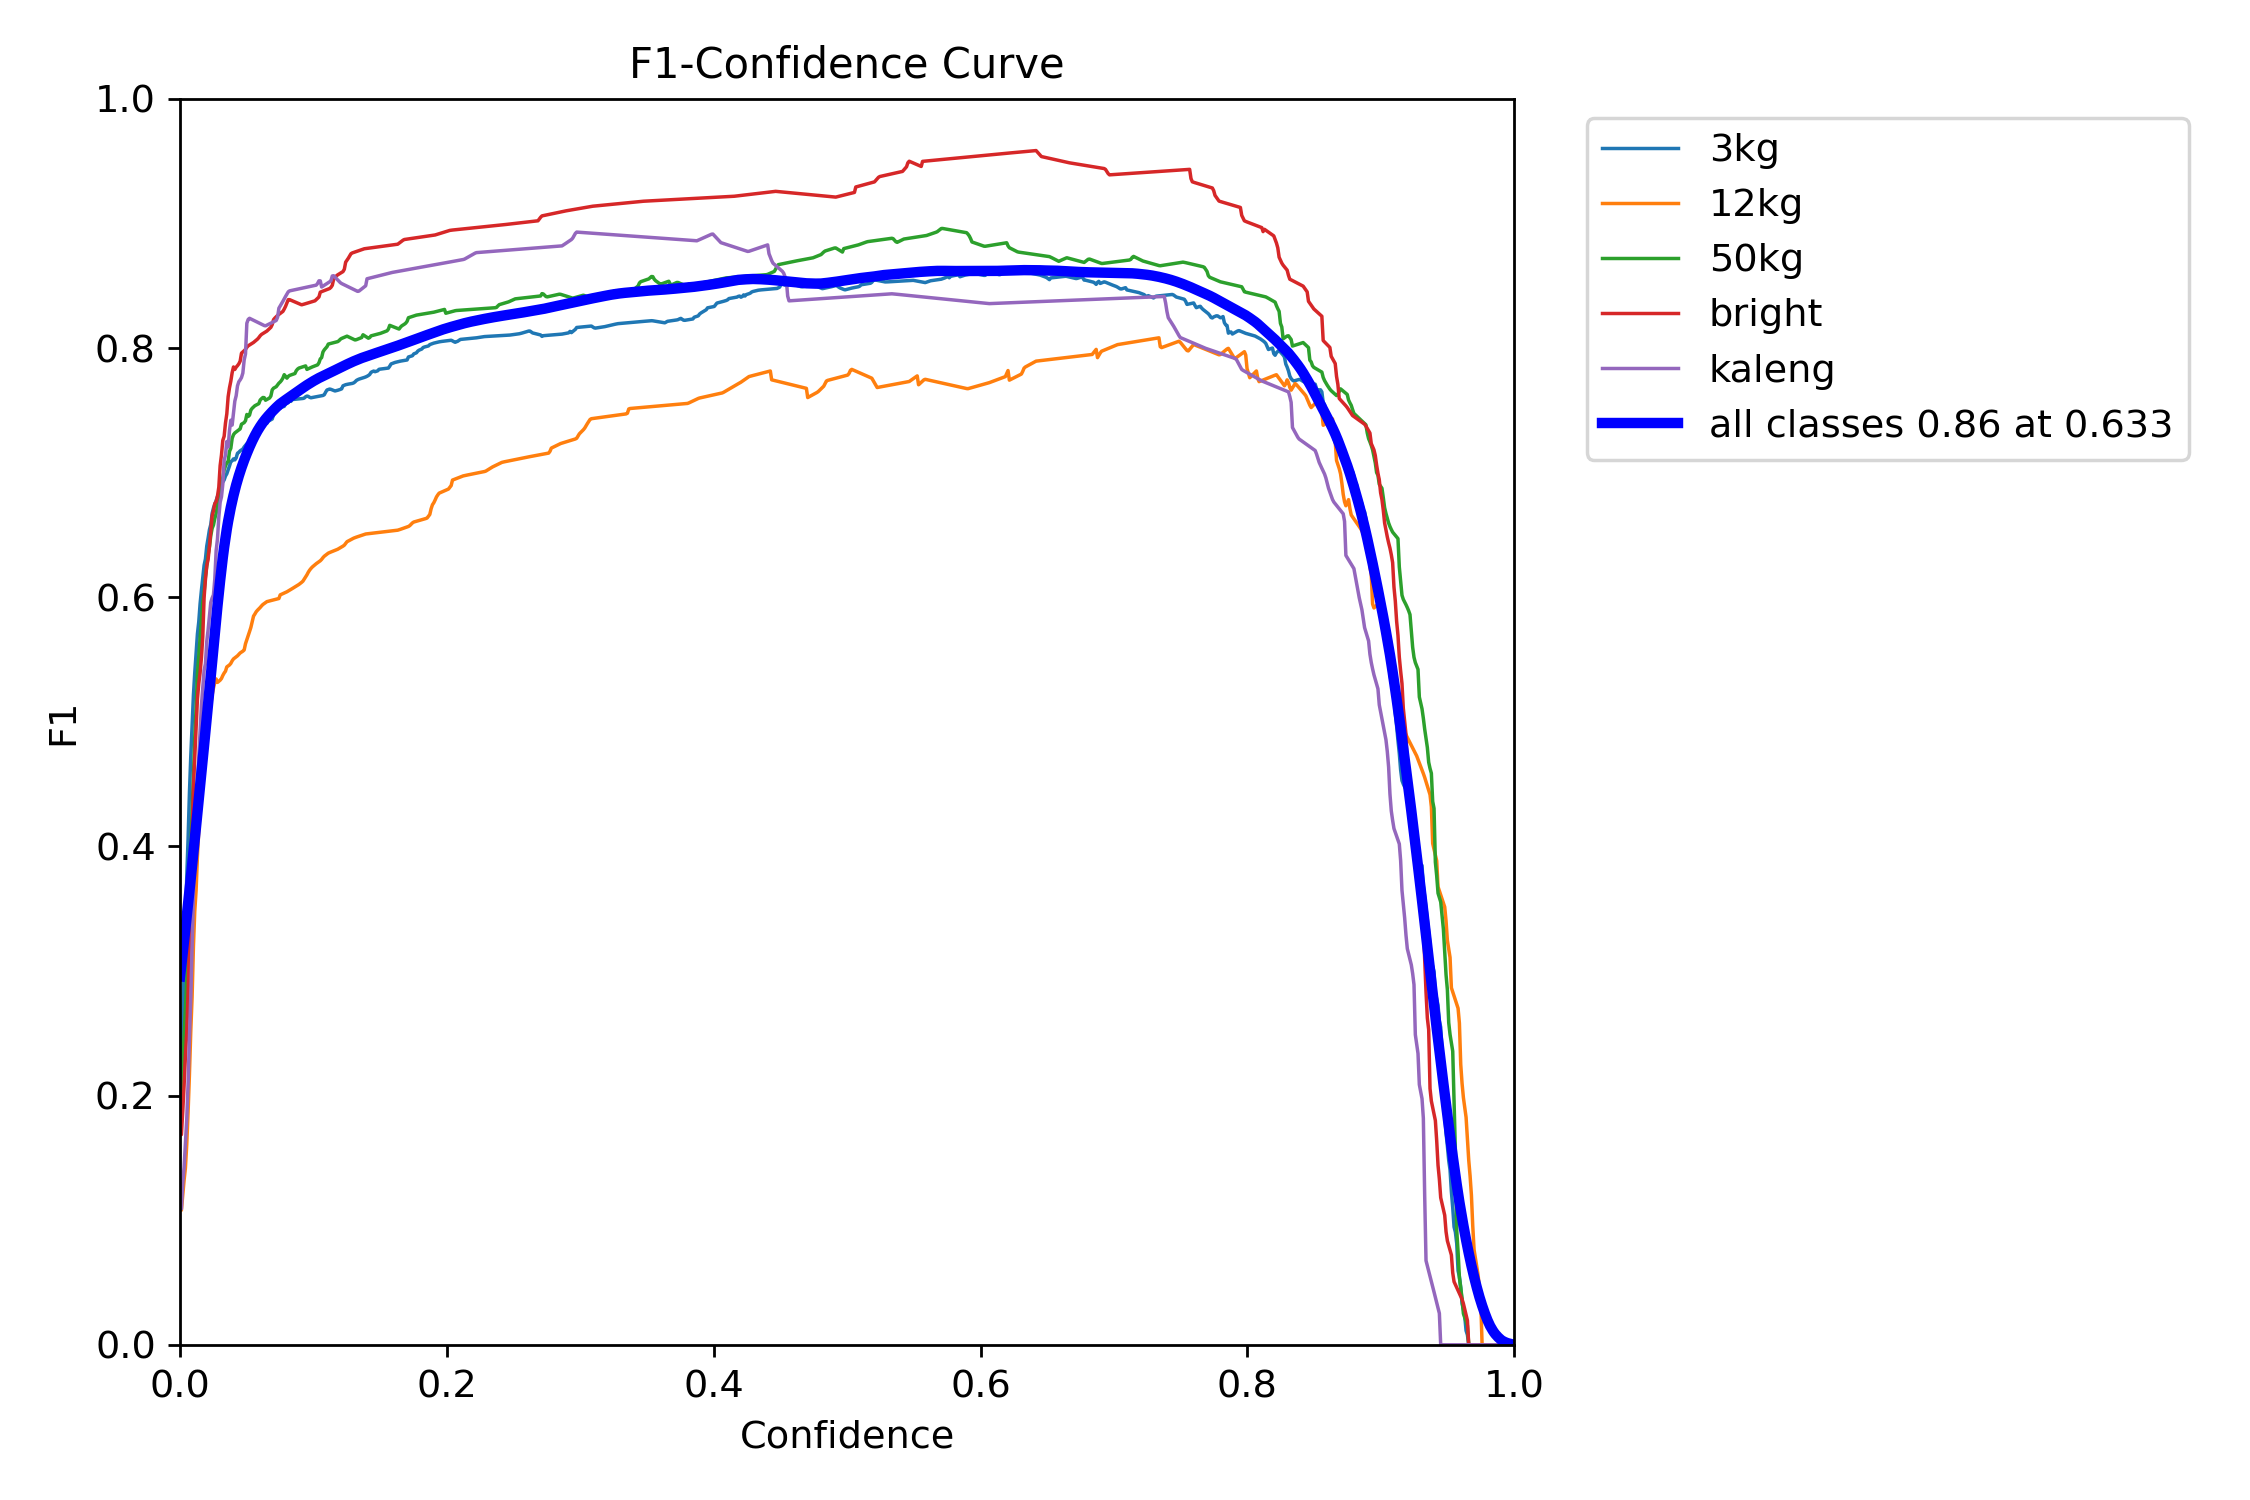 F1-Confidence Curve
1.0
0.8
0.6
0.4
0.2
0.0
F1
0.0 0.2 0.4 0.6 0.8 1.0
Confidence
3kg
12kg
50kg
bright
kaleng
all classes 0.86 at 0.633